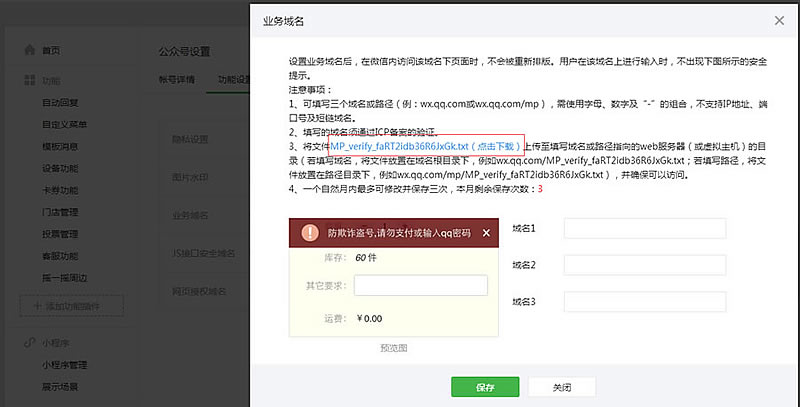 业务域名
首页
公众号设置
功能
帐号详情 功能设置
自动回复
自定义菜单
模板消息
设备功能
卡券功能
门店管理
投票管理
客服功能
摇一摇周边
添加功能插件
小程序
小程序管理
展示场景
隐私设置
图片水印
业务域名
JS接口安全域名
网页授权域名
设置业务域名后，在微信内访问该域名下页面时，不会被重新排版。用户在该域名上进行输入时，不出现下图所示的安全
提示。
注意事项：
1、可填写三个域名或路径（例：wx.qq.com或wx.qq.com/mp），需使用字母、数字及“-”的组合，不支持IP地址、端
口号及短链域名。
2、填写的域名须通过ICP备案的验证。
3、将文件MP_verify_faRT2idb36R6JxGk.txt（点击下载）上传至填写域名或路径指向的web服务器（或虚拟主机）的目
录（若填写域名，将文件放置在域名根目录下，例如wx.qq.com/MP_verify_faRT2idb36R6JxGk.txt；若填写路径，将文
件放置在路径目录下，例如wx.qq.com/mp/MP_verify_faRT2idb36R6JxGk.txt），并确保可以访问。
4、一个自然月内最多可修改并保存三次，本月剩余保存次数：3
防欺诈盗号,请勿支付或输入qq密码
库存： 60 件
其它要求：
运费： ￥0.00
预览图
域名1
域名2
域名3
保存 关闭